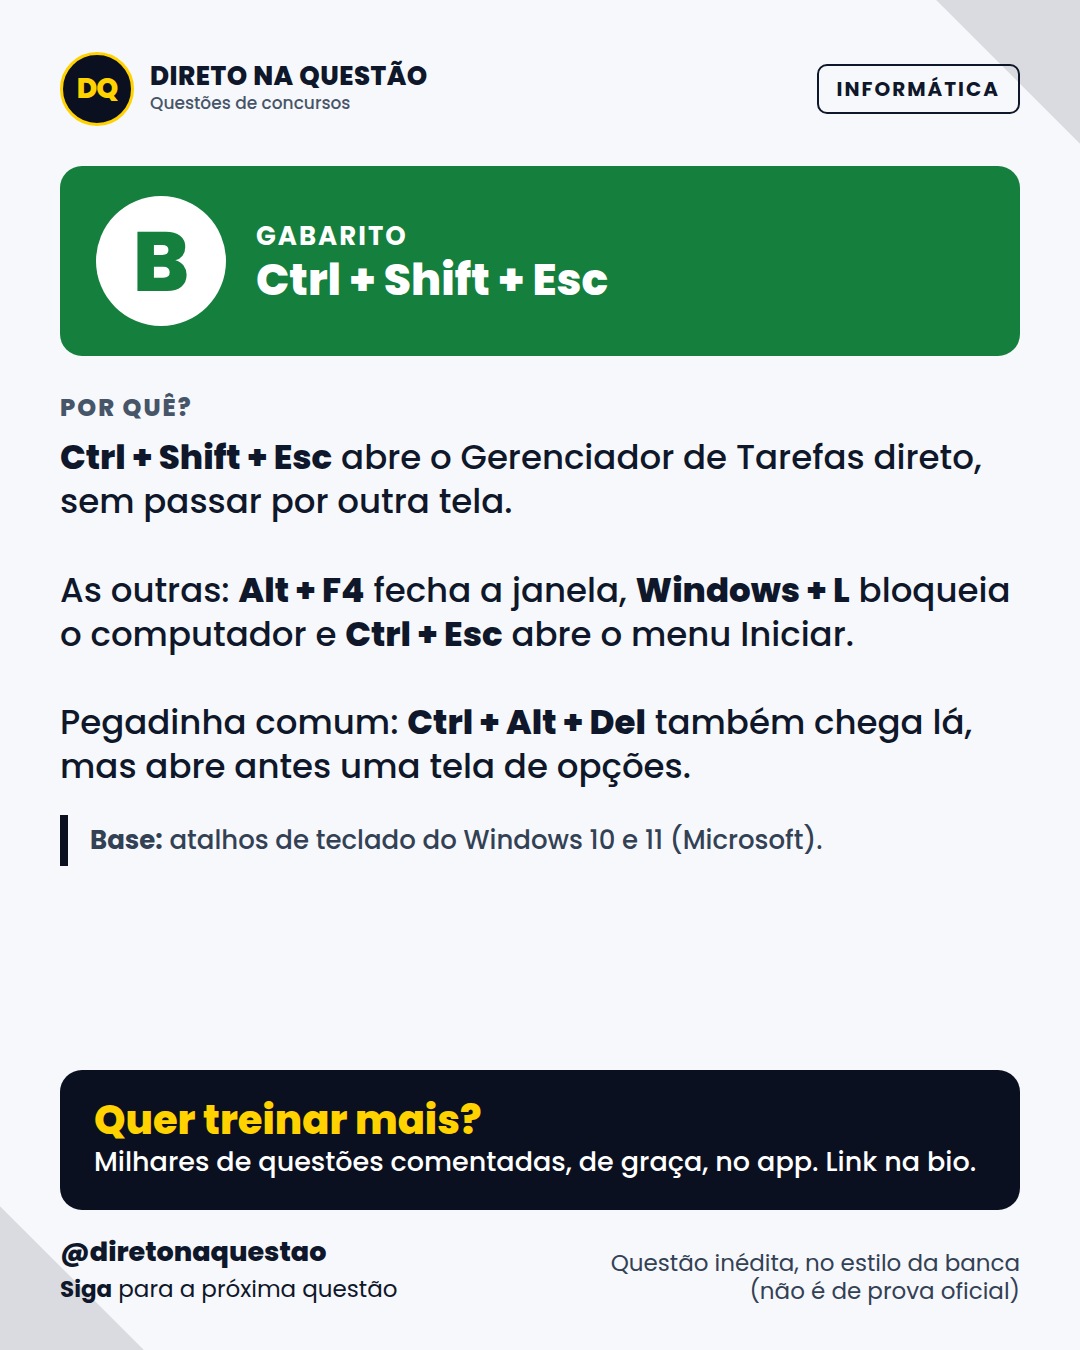 DQ
DIRETO NA QUESTÃO
Questões de concursos
INFORMÁTICA
B
GABARITO
Ctrl + Shift + Esc
POR QUÊ?
Ctrl + Shift + Esc abre o Gerenciador de Tarefas direto,
sem passar por outra tela.
As outras: Alt + F4 fecha a janela, Windows + L bloqueia
o computador e Ctrl + Esc abre o menu Iniciar.
Pegadinha comum: Ctrl + Alt + Del também chega lá,
mas abre antes uma tela de opções.
Base: atalhos de teclado do Windows 10 e 11 (Microsoft).
Quer treinar mais?
Milhares de questões comentadas, de graça, no app. Link na bio.
@diretonaquestao
Siga para a próxima questão
Questão inédita, no estilo da banca
(não é de prova oficial)